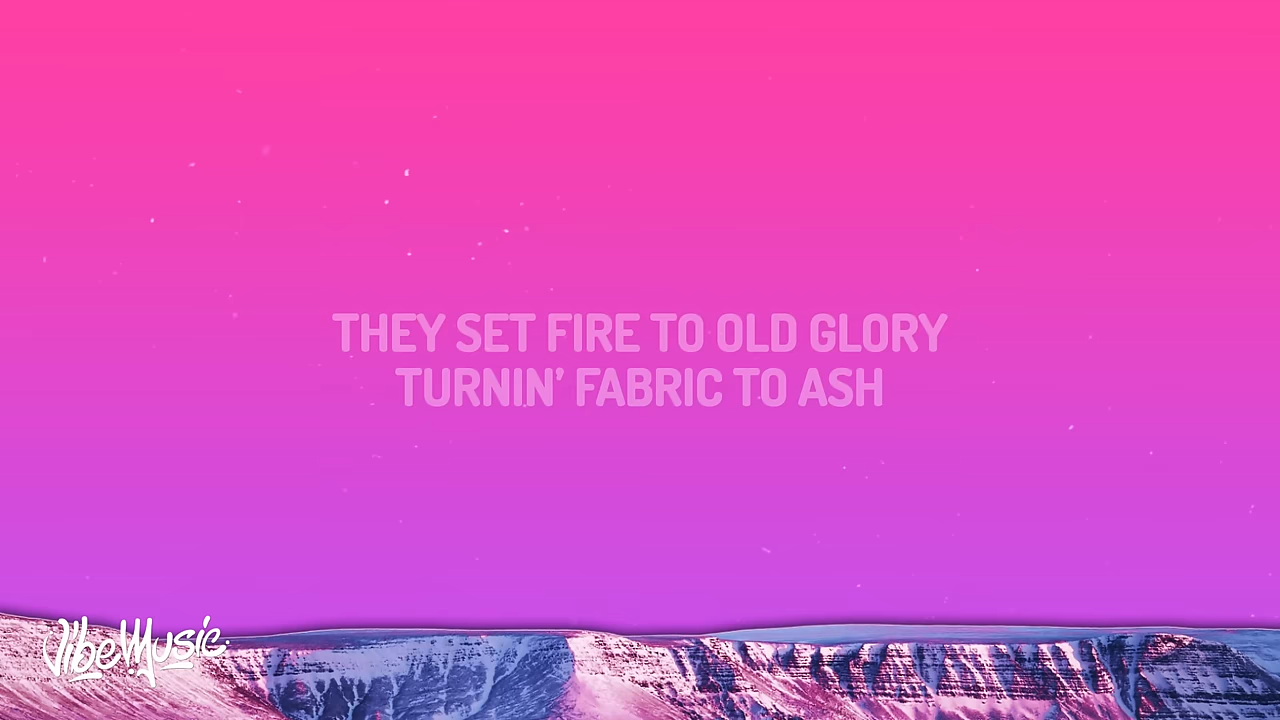 THEY SET FIRE TO OLD GLORY
TURNIN' FABRIC TO ASH
VibeMusic.